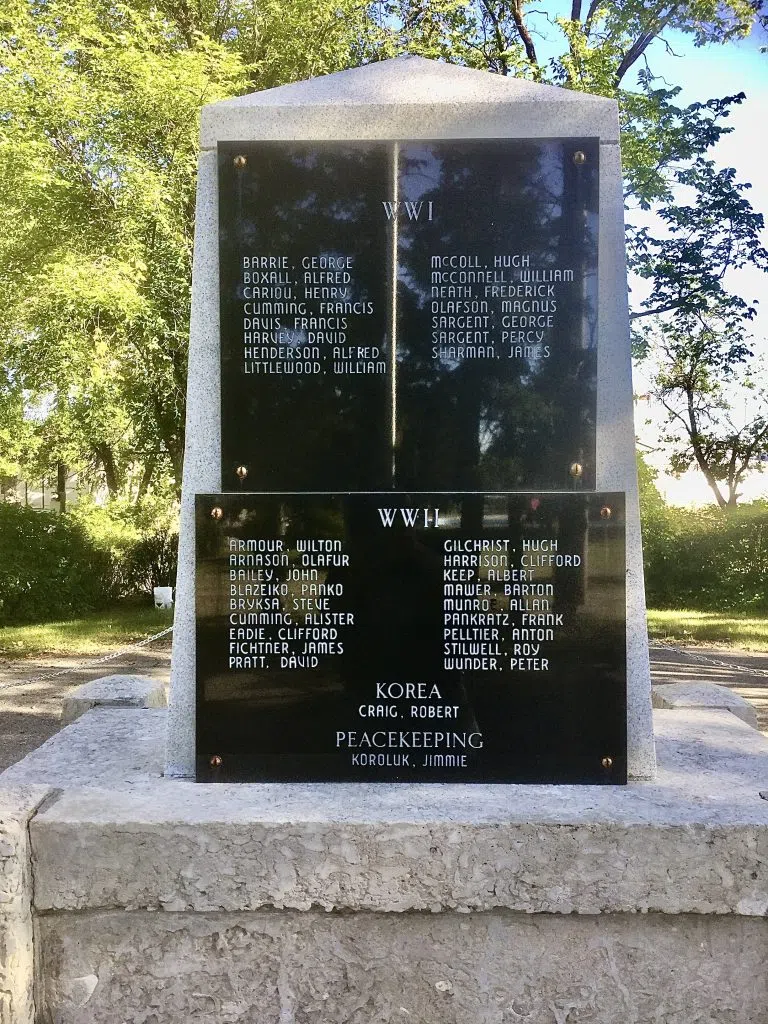 WWI
BARRIE, GEORGE
BOXALL, ALFRED
CARIOU, HENRY
CUMMING, FRANCIS
DAVIS, FRANCIS
HARVEY, DAVID
HENDERSON, ALFRED
LITTLEWOOD, WILLIAM
McCOLL, HUGH
McCONNELL, WILLIAM
NEATH, FREDERICK
OLAFSON, MAGNUS
SARGENT, GEORGE
SARGENT, PERCY
SHARMAN, JAMES
WWII
ARMOUR, WILTON
ARNASON, OLAFUR
BAILEY, JOHN
BLAZEIKO, PANKO
BRYKSA, STEVE
CUMMING, ALISTER
EADIE, CLIFFORD
FICHTNER, JAMES
PRATT, DAVID
GILCHRIST, HUGH
HARRISON, CLIFFORD
KEEP, ALBERT
MAWER, BARTON
MUNRO, ALLAN
PANKRATZ, FRANK
PELLTIER, ANTON
STILWELL, ROY
WUNDER, PETER
KOREA
CRAIG, ROBERT
PEACEKEEPING
KOROLUK, JIMMIE